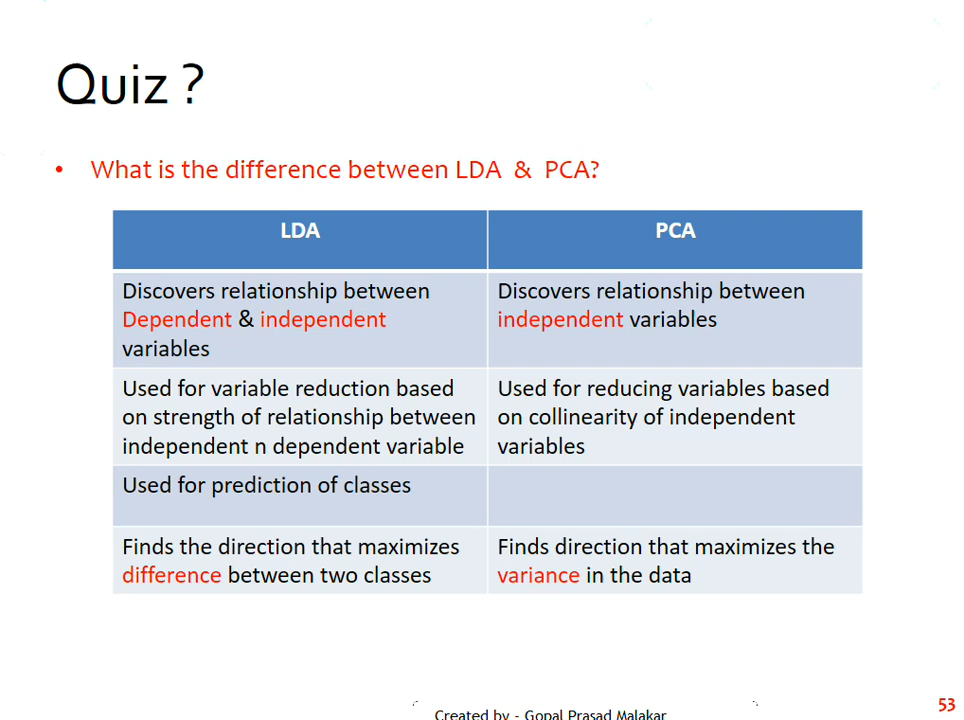 Quiz ?
• What is the difference between LDA & PCA?
LDA
PCA
Discovers relationship between
Dependent & independent
variables
Discovers relationship between
independent variables
Used for variable reduction based
on strength of relationship between
independent n dependent variable
Used for reducing variables based
on collinearity of independent
variables
Used for prediction of classes
Finds the direction that maximizes
difference between two classes
Finds direction that maximizes the
variance in the data
Created by - Gopal Prasad Malakar
53